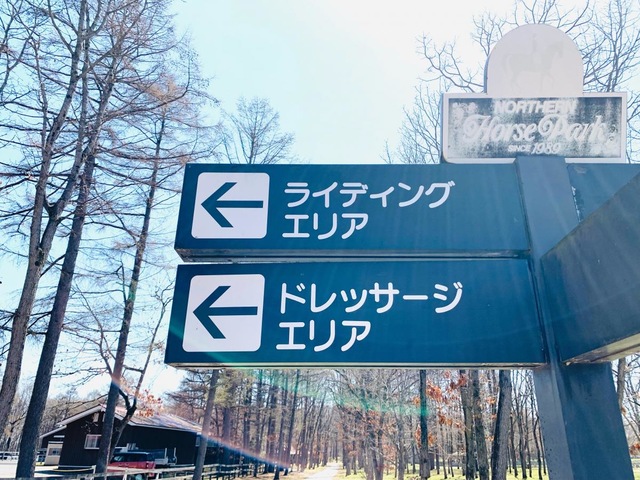 NORTHERN
Horse Park
SINCE 1989
ライディング
エリア
ドレッサージ
エリア